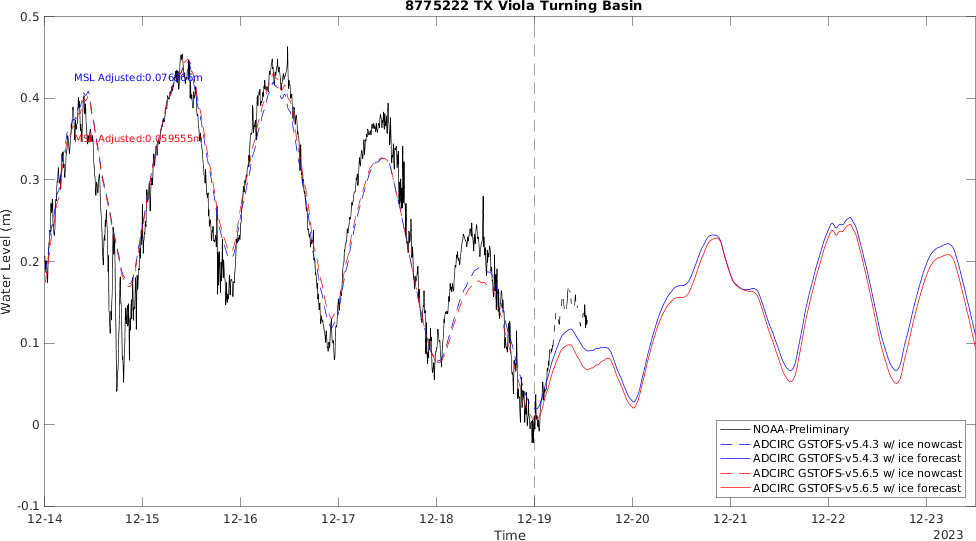 8775222 TX Viola Turning Basin
0.5
0.4
0.3
0.2
0.1
0
-0.1
Water Level (m)
MSL Adjusted:0.076
MSL Adjusted:0.059555m
12-14 12-15 12-16 12-17 12-18 12-19 12-20 12-21 12-22 12-23
Time
2023
NOAA-Preliminary
ADCIRC GSTOFS-v5.4.3 w/ ice nowcast
ADCIRC GSTOFS-v5.4.3 w/ ice forecast
ADCIRC GSTOFS-v5.6.5 w/ ice nowcast
ADCIRC GSTOFS-v5.6.5 w/ ice forecast